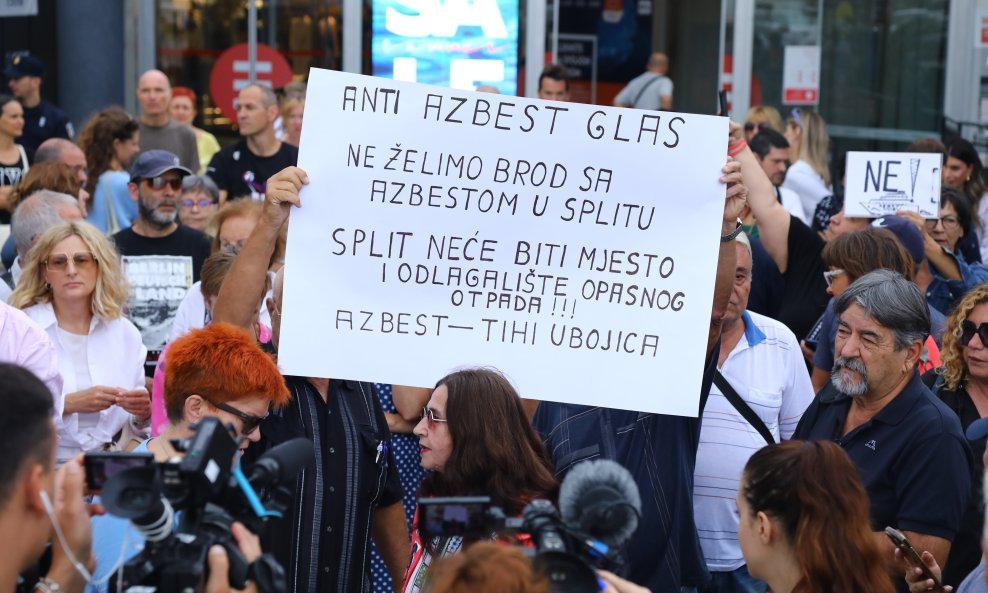 ANTI AZBEST GLAS
NE ŽELIMO BROD SA
AZBESTOM U SPLITU
SPLIT NEĆE BITI MJESTO
I ODLAGALIŠTE OPASNOG
OTPADA!!!
AZBEST — TIHI UBOJICA
NE!